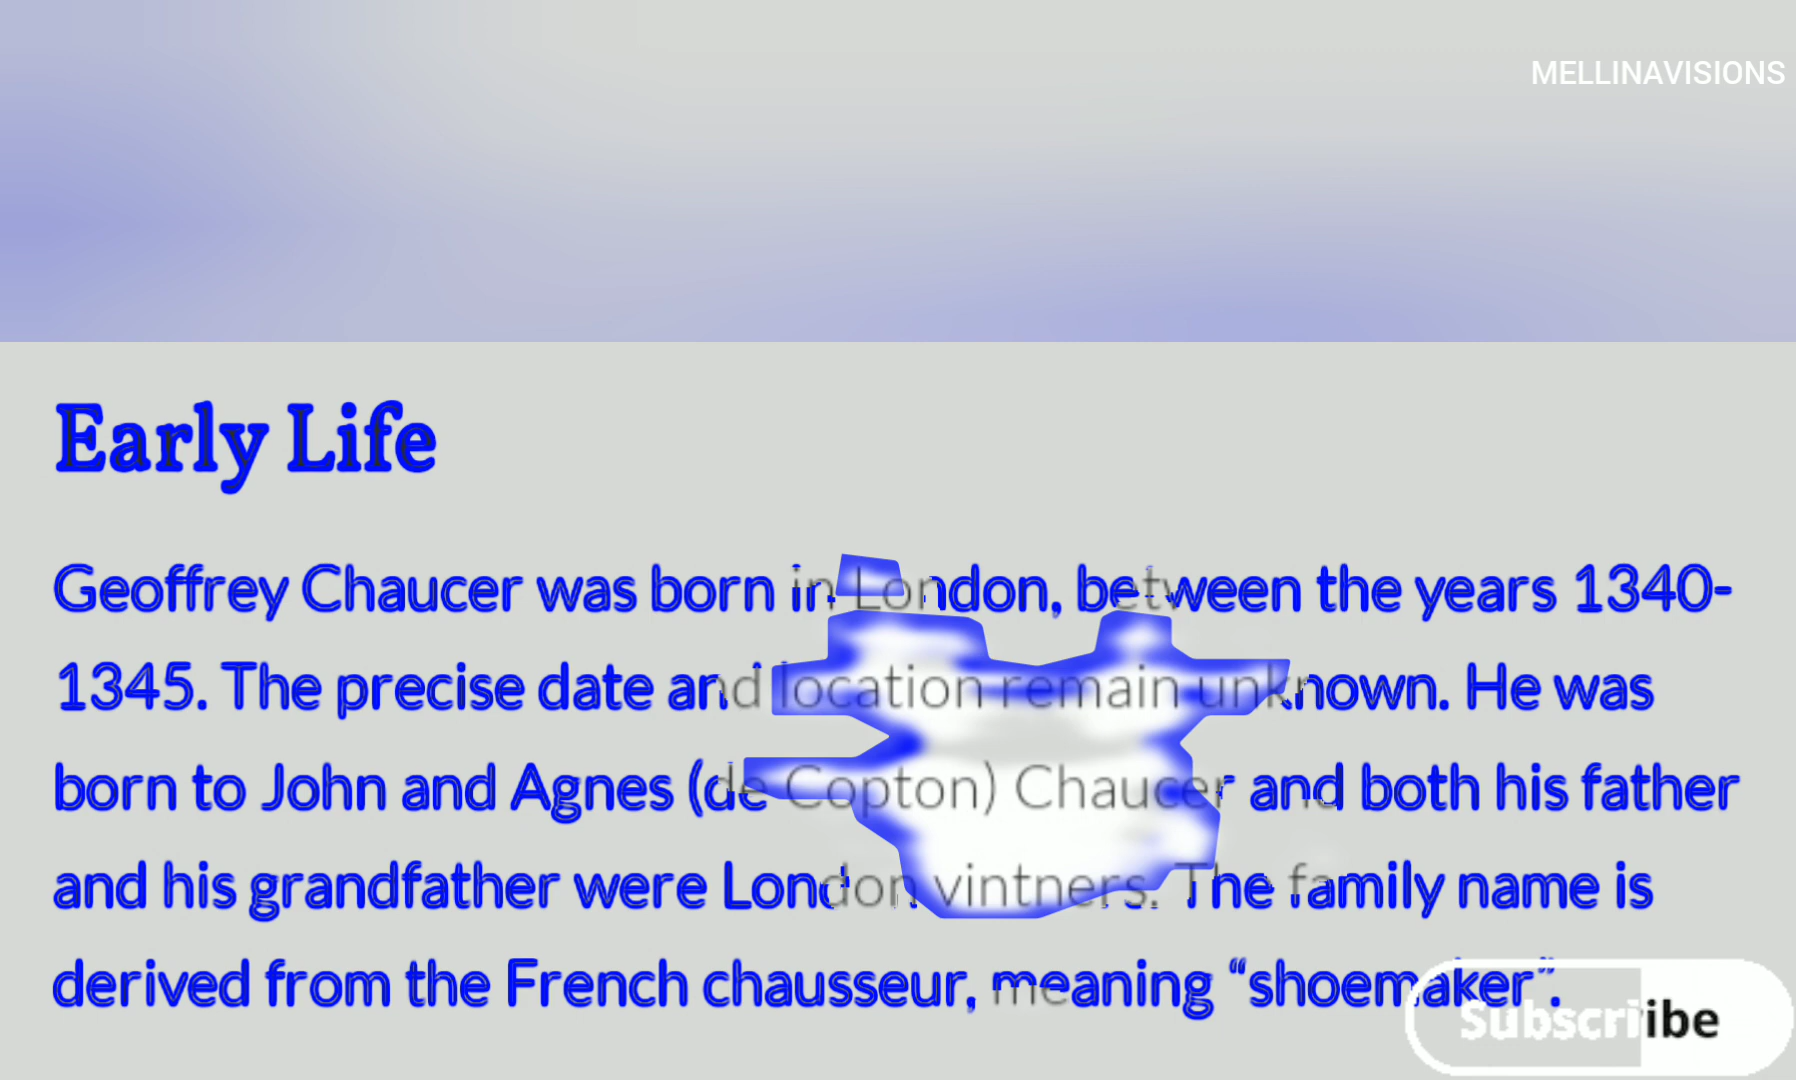 MELLINAVISIONS
Early Life
Geoffrey Chaucer was born in London, between the years 1340-
1345. The precise date and location remain unknown. He was
born to John and Agnes (de Copton) Chaucer and both his father
and his grandfather were London vintners. The family name is
derived from the French chausseur, meaning “shoemaker”.
Subscribe